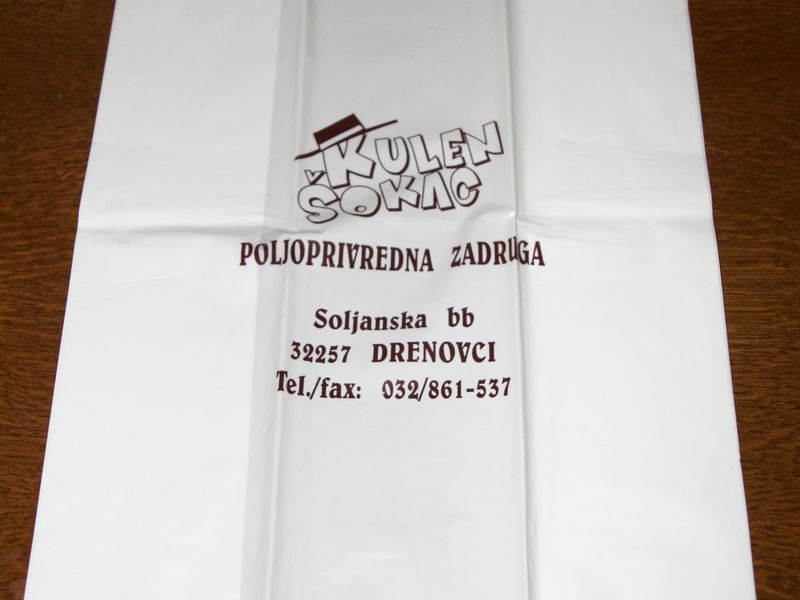 KULEN
ŠOKAC
POLJOPRIVREDNA ZADRUGA
Soljanska bb
32257 DRENOVCI
Tel./fax: 032/861-537